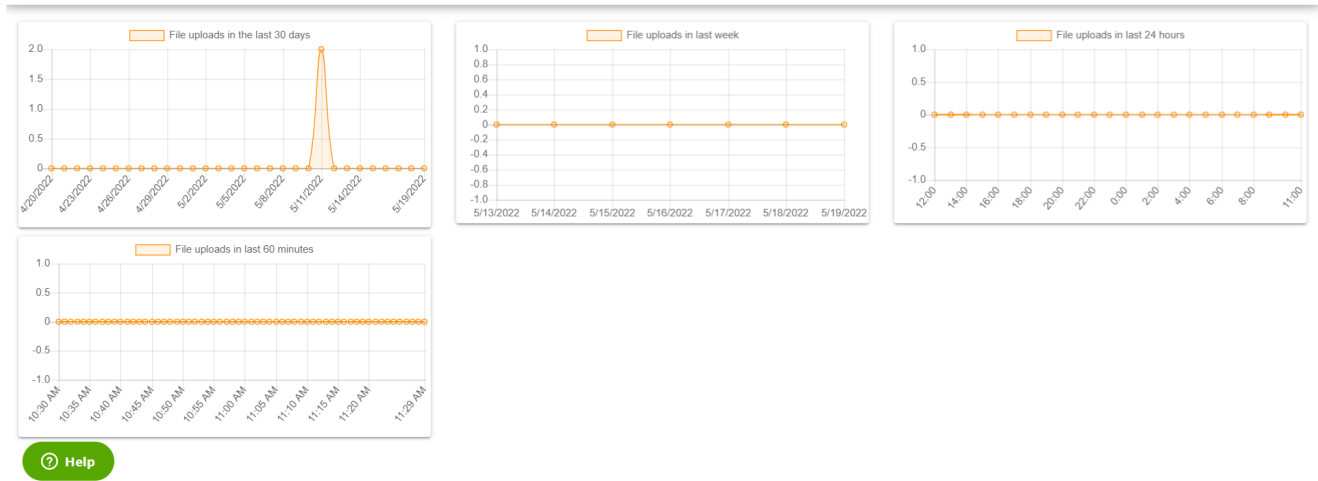 File uploads in the last 30 days
2.0
1.5
1.0
0.5
0
4/20/2022 4/23/2022 4/26/2022 4/29/2022 5/2/2022 5/5/2022 5/8/2022 5/11/2022 5/14/2022 5/19/2022
File uploads in last week
1.0
0.8
0.6
0.4
0.2
0
-0.2
-0.4
-0.6
-0.8
-1.0
5/13/2022 5/14/2022 5/15/2022 5/16/2022 5/17/2022 5/18/2022 5/19/2022
File uploads in last 24 hours
1.0
0.5
0
-0.5
-1.0
12:00 14:00 16:00 18:00 20:00 22:00 0:00 2:00 4:00 6:00 8:00 11:00
File uploads in last 60 minutes
1.0
0.5
0
-0.5
-1.0
10:30 AM 10:35 AM 10:40 AM 10:45 AM 10:50 AM 10:55 AM 11:00 AM 11:05 AM 11:10 AM 11:15 AM 11:20 AM 11:29 AM
? Help